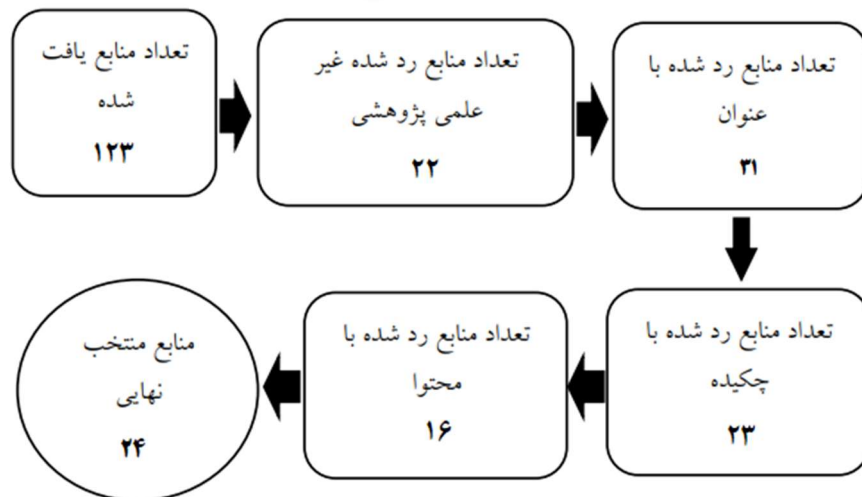 تعداد منابع یافت
شده
۱۲۳
تعداد منابع رد شده غیر
علمی پژوهشی
۲۲
تعداد منابع رد شده با
عنوان
۳۱
تعداد منابع رد شده با
چکیده
۲۳
تعداد منابع رد شده با
محتوا
۱۶
منابع منتخب
نهایی
۲۴